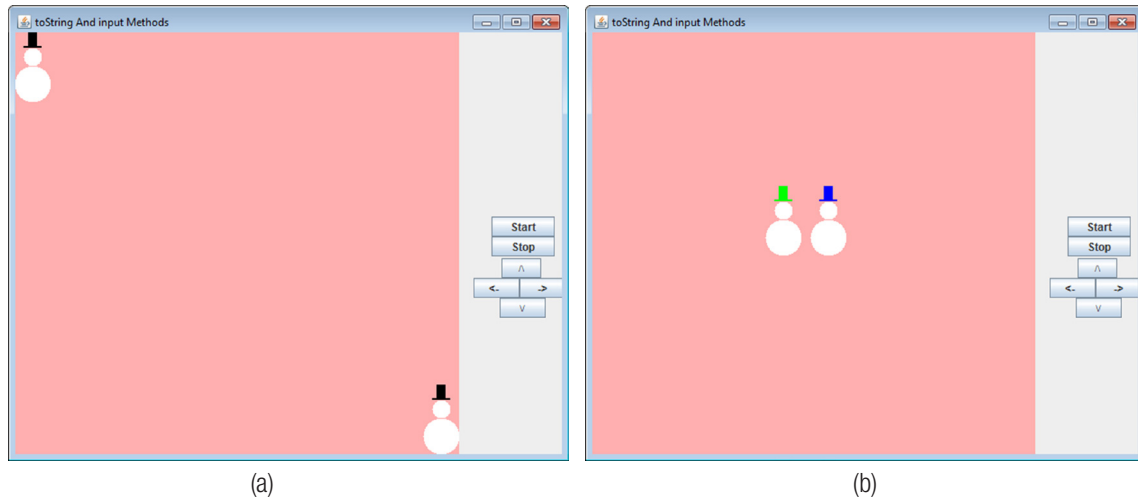 toString And input Methods
Start
Stop
^
<- ->
v
(a)
toString And input Methods
Start
Stop
^
<- ->
v
(b)